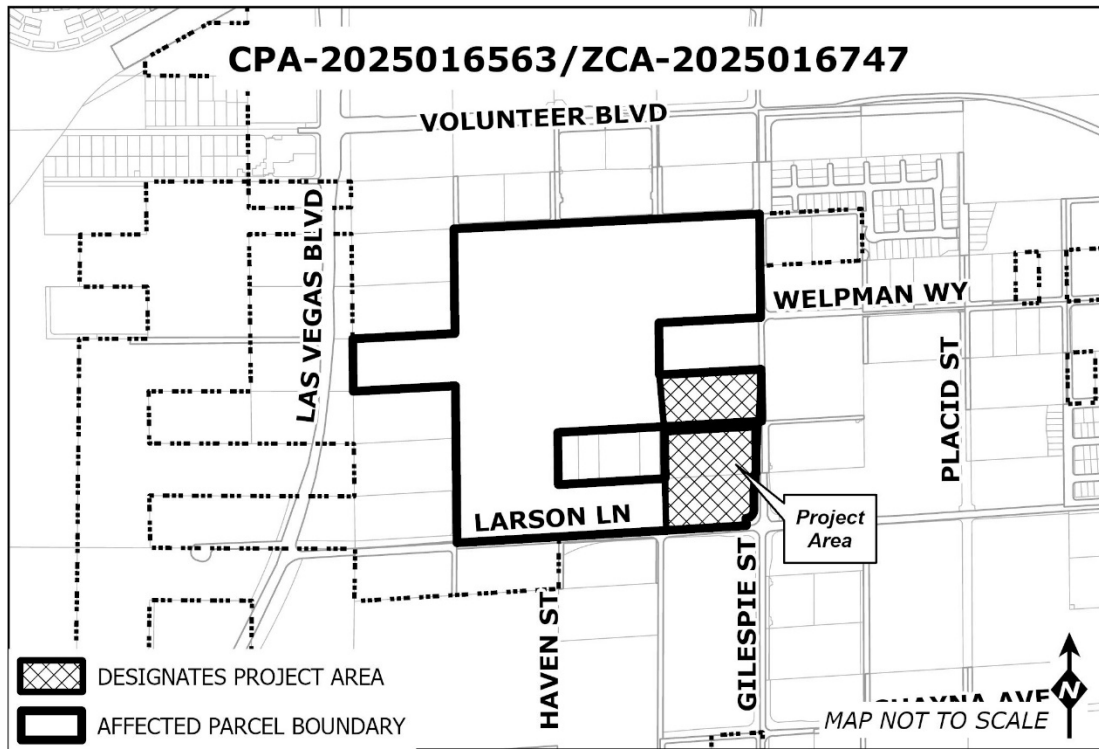 CPA-2025016563/ZCA-2025016747
VOLUNTEER BLVD
LAS VEGAS BLVD
WELPMAN WY
PLACID ST
LARSON LN
Project
Area
HAVEN ST
GILESPIE ST
DESIGNATES PROJECT AREA
AFFECTED PARCEL BOUNDARY
AVE
N
MAP NOT TO SCALE